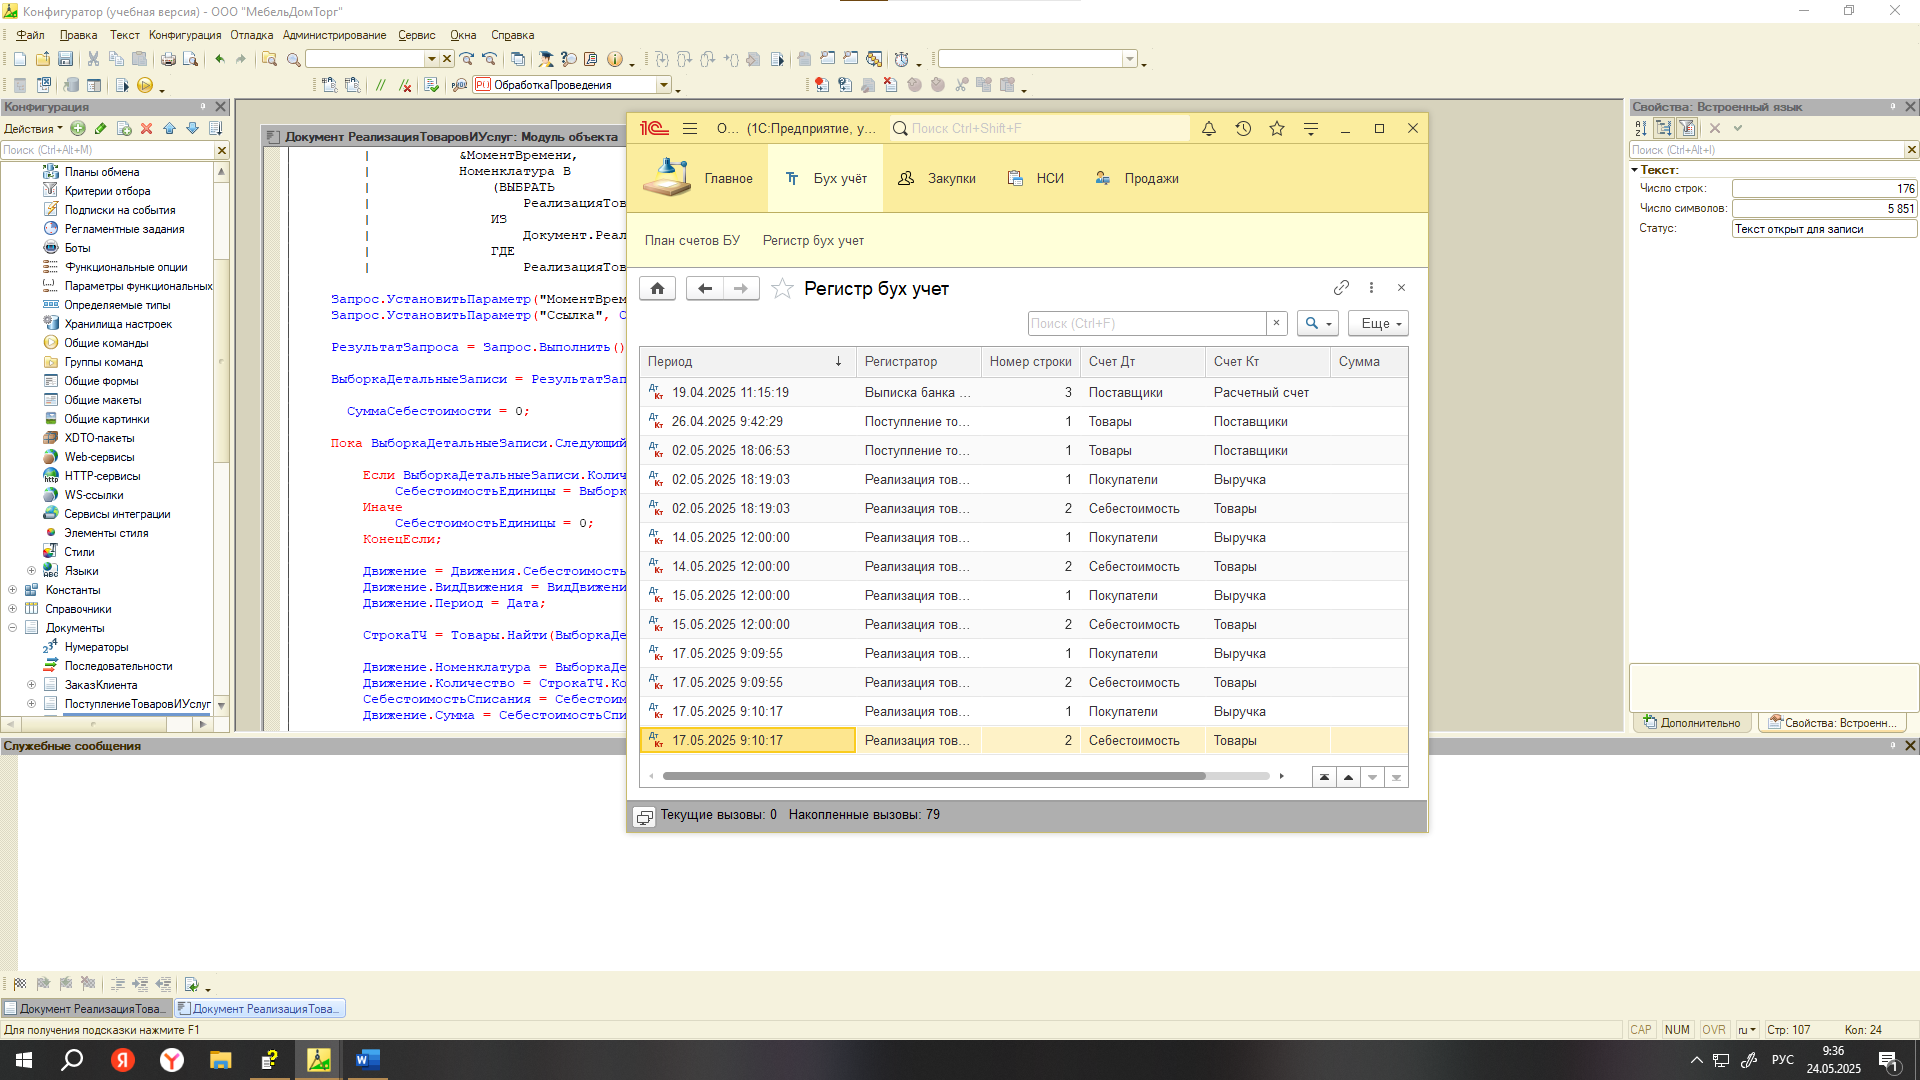 Конфигуратор (учебная версия) - ООО "МебельДомТорг"
Файл Правка Текст Конфигурация Отладка Администрирование Сервис Окна Справка
ОбработкаПроведения
Конфигурация
Действия
Поиск (Ctrl+Alt+M)
Планы обмена
Критерии отбора
Подписки на события
Регламентные задания
Боты
Функциональные опции
Параметры функциональных
Определяемые типы
Хранилища настроек
Общие команды
Группы команд
Общие формы
Общие макеты
Общие картинки
XDTO-пакеты
Web-сервисы
HTTP-сервисы
WS-ссылки
Сервисы интеграции
Элементы стиля
Стили
Языки
Константы
Справочники
Документы
Нумераторы
Последовательности
ЗаказКлиента
ПоступлениеТоваровИУслуг
Документ РеализацияТоваровИУслуг: Модуль объекта
| &МоментВремени,
| Номенклатура В
| (ВЫБРАТЬ
| РеализацияТов
| ИЗ
| Документ.Реал
| ГДЕ
| РеализацияТов
Запрос.УстановитьПараметр("МоментВрем
Запрос.УстановитьПараметр("Ссылка", С
РезультатЗапроса = Запрос.Выполнить()
ВыборкаДетальныеЗаписи = РезультатЗап
СуммаСебестоимости = 0;
Пока ВыборкаДетальныеЗаписи.Следующий
Если ВыборкаДетальныеЗаписи.Колич
СебестоимостьЕдиницы = Выборк
Иначе
СебестоимостьЕдиницы = 0;
КонецЕсли;
Движение = Движения.Себестоимость
Движение.ВидДвижения = ВидДвижени
Движение.Период = Дата;
СтрокаТЧ = Товары.Найти(ВыборкаДе
Движение.Номенклатура = ВыборкаДе
Движение.Количество = СтрокаТЧ.Ко
СебестоимостьСписания = Себестоим
Движение.Сумма = СебестоимостьСпи
О... (1С:Предприятие, у...
Поиск Ctrl+Shift+F
Главное Бух учёт Закупки НСИ Продажи
План счетов БУ Регистр бух учет
Регистр бух учет
Поиск (Ctrl+F)
Еще
Период Регистратор Номер строки Счет Дт Счет Кт Сумма
19.04.2025 11:15:19 Выписка банка ... 3 Поставщики Расчетный счет
26.04.2025 9:42:29 Поступление то... 1 Товары Поставщики
02.05.2025 18:06:53 Поступление то... 1 Товары Поставщики
02.05.2025 18:19:03 Реализация тов... 1 Покупатели Выручка
02.05.2025 18:19:03 Реализация тов... 2 Себестоимость Товары
14.05.2025 12:00:00 Реализация тов... 1 Покупатели Выручка
14.05.2025 12:00:00 Реализация тов... 2 Себестоимость Товары
15.05.2025 12:00:00 Реализация тов... 1 Покупатели Выручка
15.05.2025 12:00:00 Реализация тов... 2 Себестоимость Товары
17.05.2025 9:09:55 Реализация тов... 1 Покупатели Выручка
17.05.2025 9:09:55 Реализация тов... 2 Себестоимость Товары
17.05.2025 9:10:17 Реализация тов... 1 Покупатели Выручка
17.05.2025 9:10:17 Реализация тов... 2 Себестоимость Товары
Текущие вызовы: 0 Накопленные вызовы: 79
Свойства: Встроенный язык
Поиск (Ctrl+Alt+I)
Текст:
Число строк: 176
Число символов: 5 851
Статус: Текст открыт для записи
Дополнительно
Свойства: Встроенн...
Служебные сообщения
Документ РеализацияТова...
Документ РеализацияТова...
Для получения подсказки нажмите F1
CAP NUM OVR ru Стр: 107 Кол: 24
РУС
9:36
24.05.2025
1